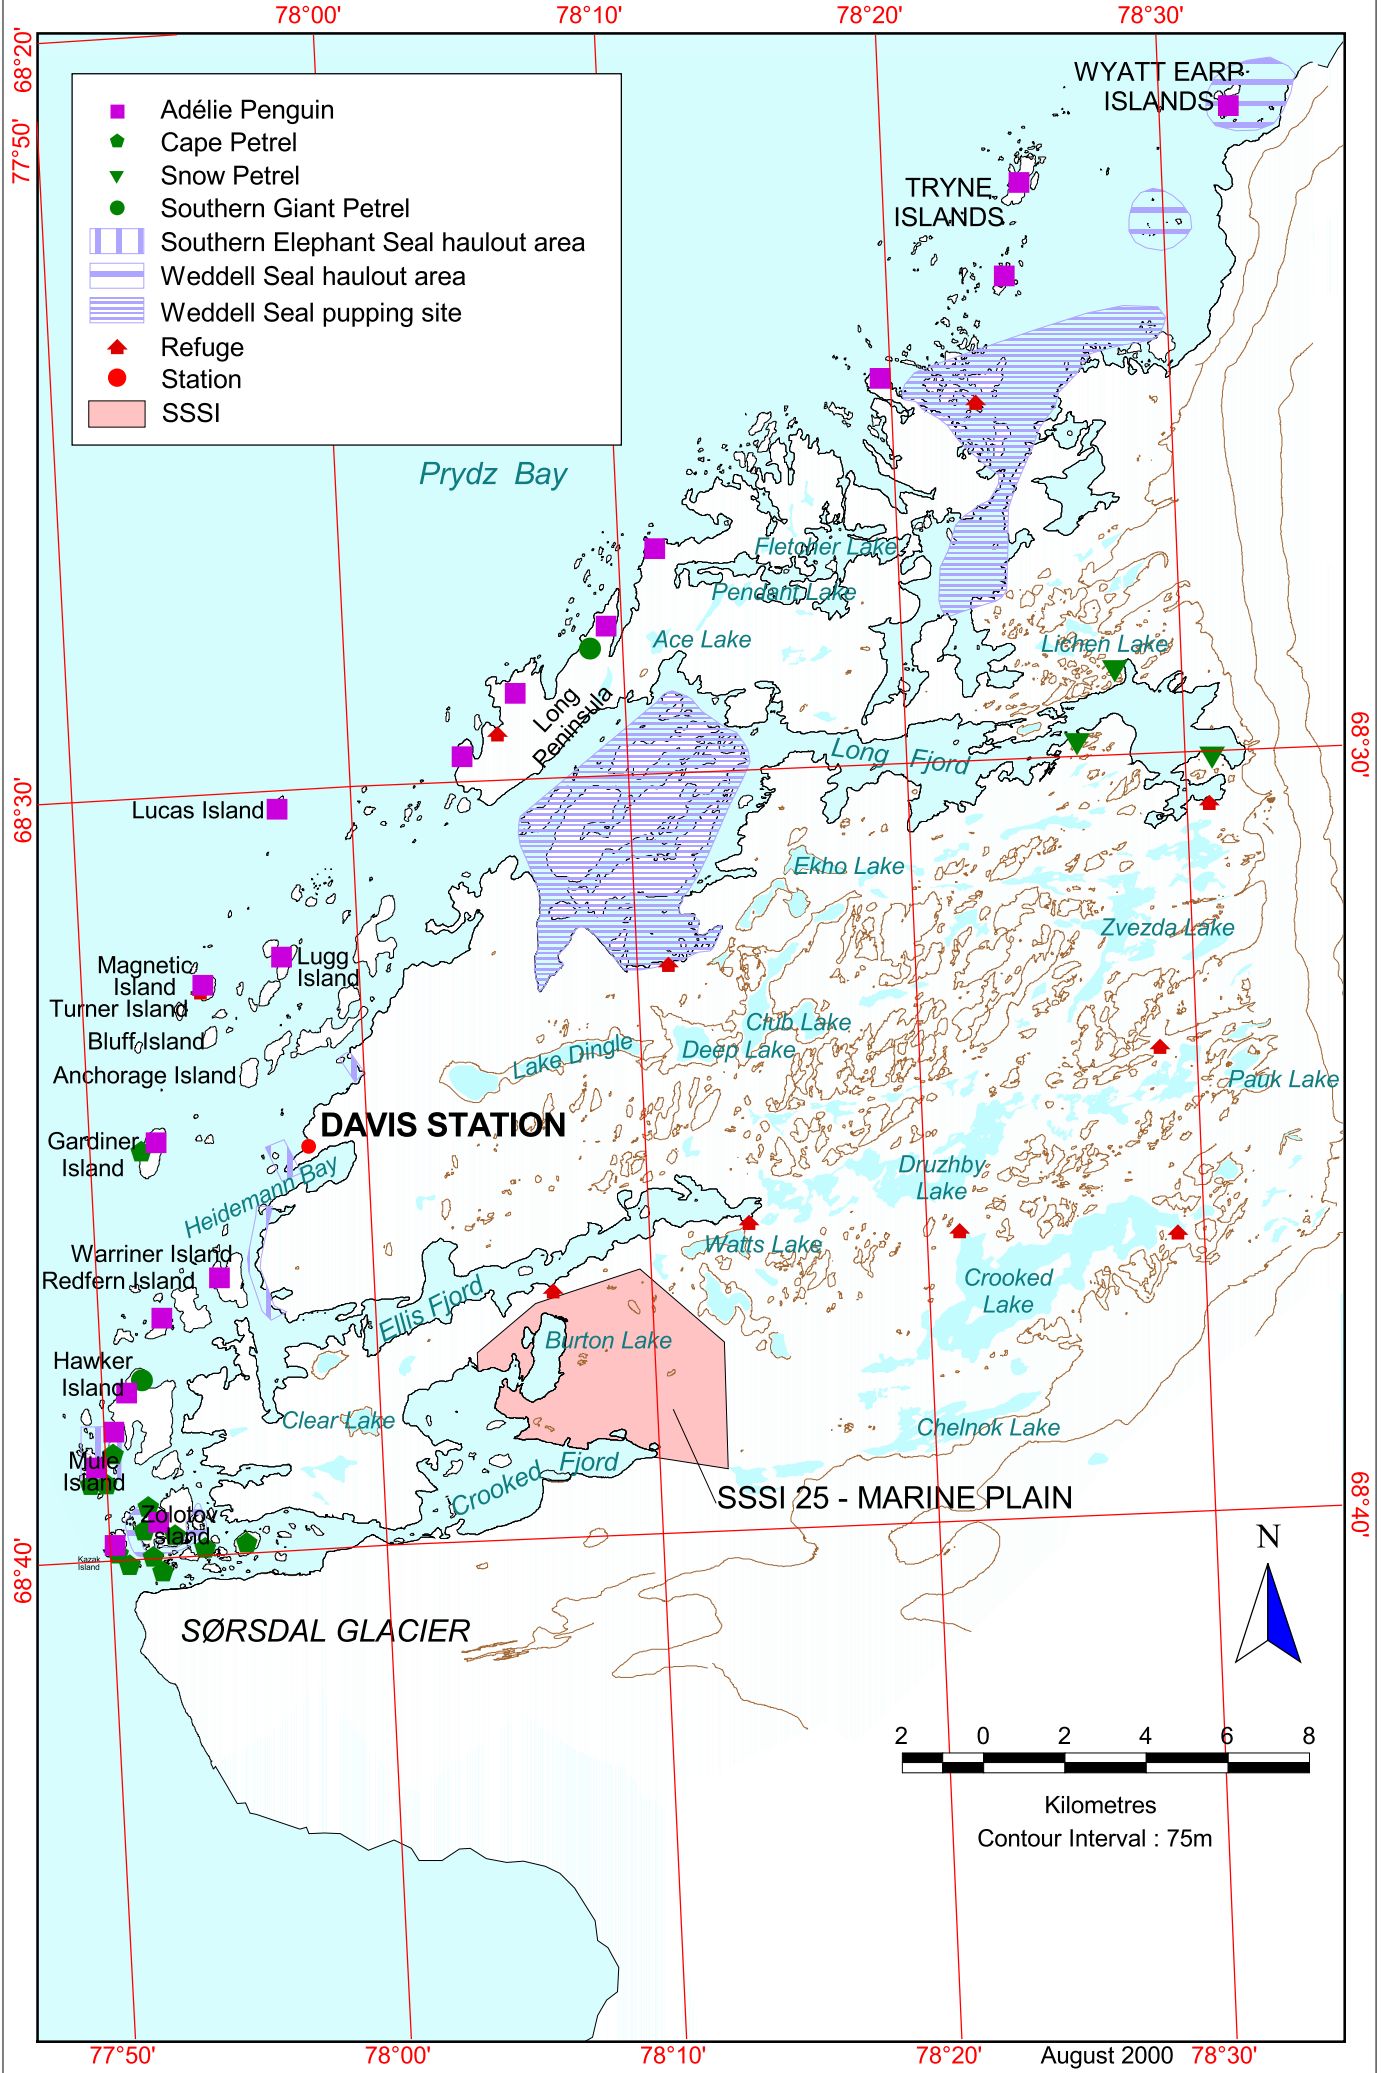 78°00' 78°10' 78°20' 78°30'
68°20'
77°50'
WYATT EARP
ISLANDS
Adélie Penguin
Cape Petrel
Snow Petrel
Southern Giant Petrel
Southern Elephant Seal haulout area
Weddell Seal haulout area
Weddell Seal pupping site
Refuge
Station
SSSI
TRYNE
ISLANDS
Prydz Bay
Fletcher Lake
Pendant Lake
Ace Lake
Lichen Lake
Long
Peninsula
Long Fjord
68°30'
68°30'
Lucas Island
Ekho Lake
Zvezda Lake
Lugg
Island
Magnetic
Island
Turner Island
Bluff Island
Club Lake
Deep Lake
Lake Dingle
Anchorage Island
Pauk Lake
DAVIS STATION
Gardiner
Island
Heidemann Bay
Druzhby
Lake
Warriner Island
Redfern Island
Watts Lake
Crooked
Lake
Ellis Fjord
Burton Lake
Hawker
Island
Clear Lake
Chelnok Lake
Mule
Island
Crooked Fjord
SSSI 25 - MARINE PLAIN
Zolotov
Island
Kazak
Island
68°40'
68°40'
N
SØRSDAL GLACIER
2 0 2 4 6 8
Kilometres
Contour Interval : 75m
77°50' 78°00' 78°10' 78°20' August 2000 78°30'